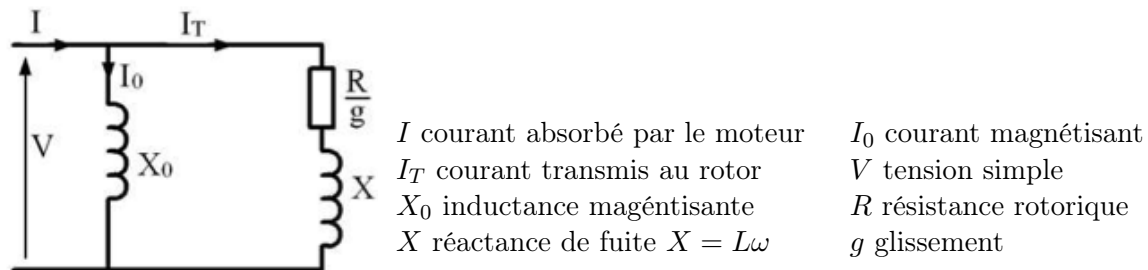 I
I_T
I_0
R/g
V
X_0
X
I courant absorbé par le moteur I_0 courant magnétisant
I_T courant transmis au rotor V tension simple
X_0 inductance magéntisante R résistance rotorique
X réactance de fuite X = Lω g glissement